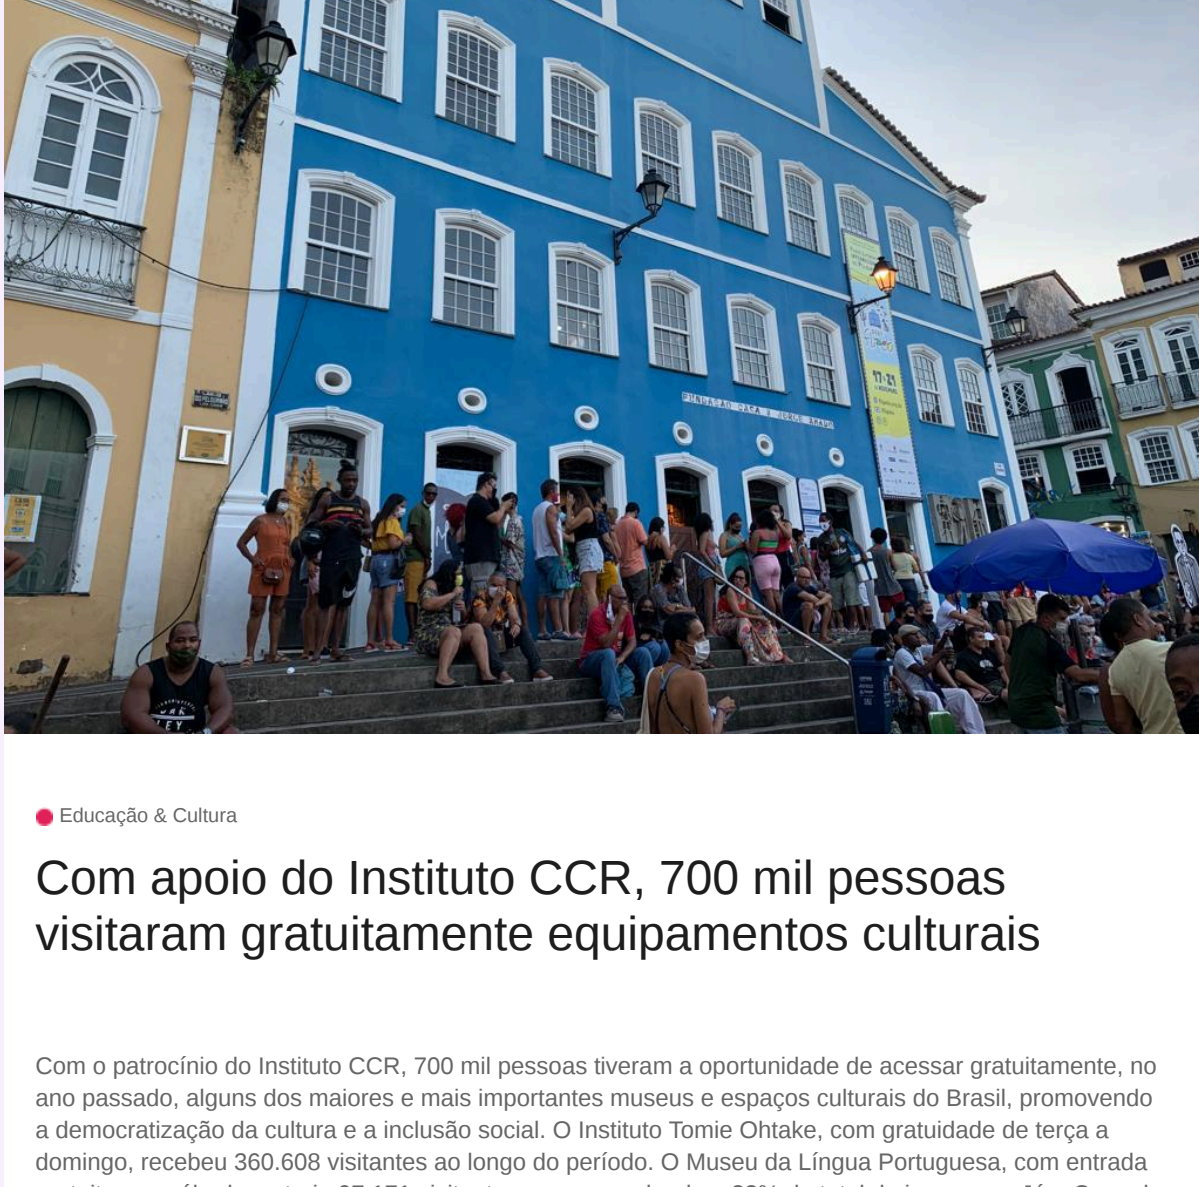 FUNDAÇÃO CASA DE JORGE AMADO
17-21
Educação & Cultura
Com apoio do Instituto CCR, 700 mil pessoas
visitaram gratuitamente equipamentos culturais
Com o patrocínio do Instituto CCR, 700 mil pessoas tiveram a oportunidade de acessar gratuitamente, no
ano passado, alguns dos maiores e mais importantes museus e espaços culturais do Brasil, promovendo
a democratização da cultura e a inclusão social. O Instituto Tomie Ohtake, com gratuidade de terça a
domingo, recebeu 360.608 visitantes ao longo do período. O Museu da Língua Portuguesa, com entrada